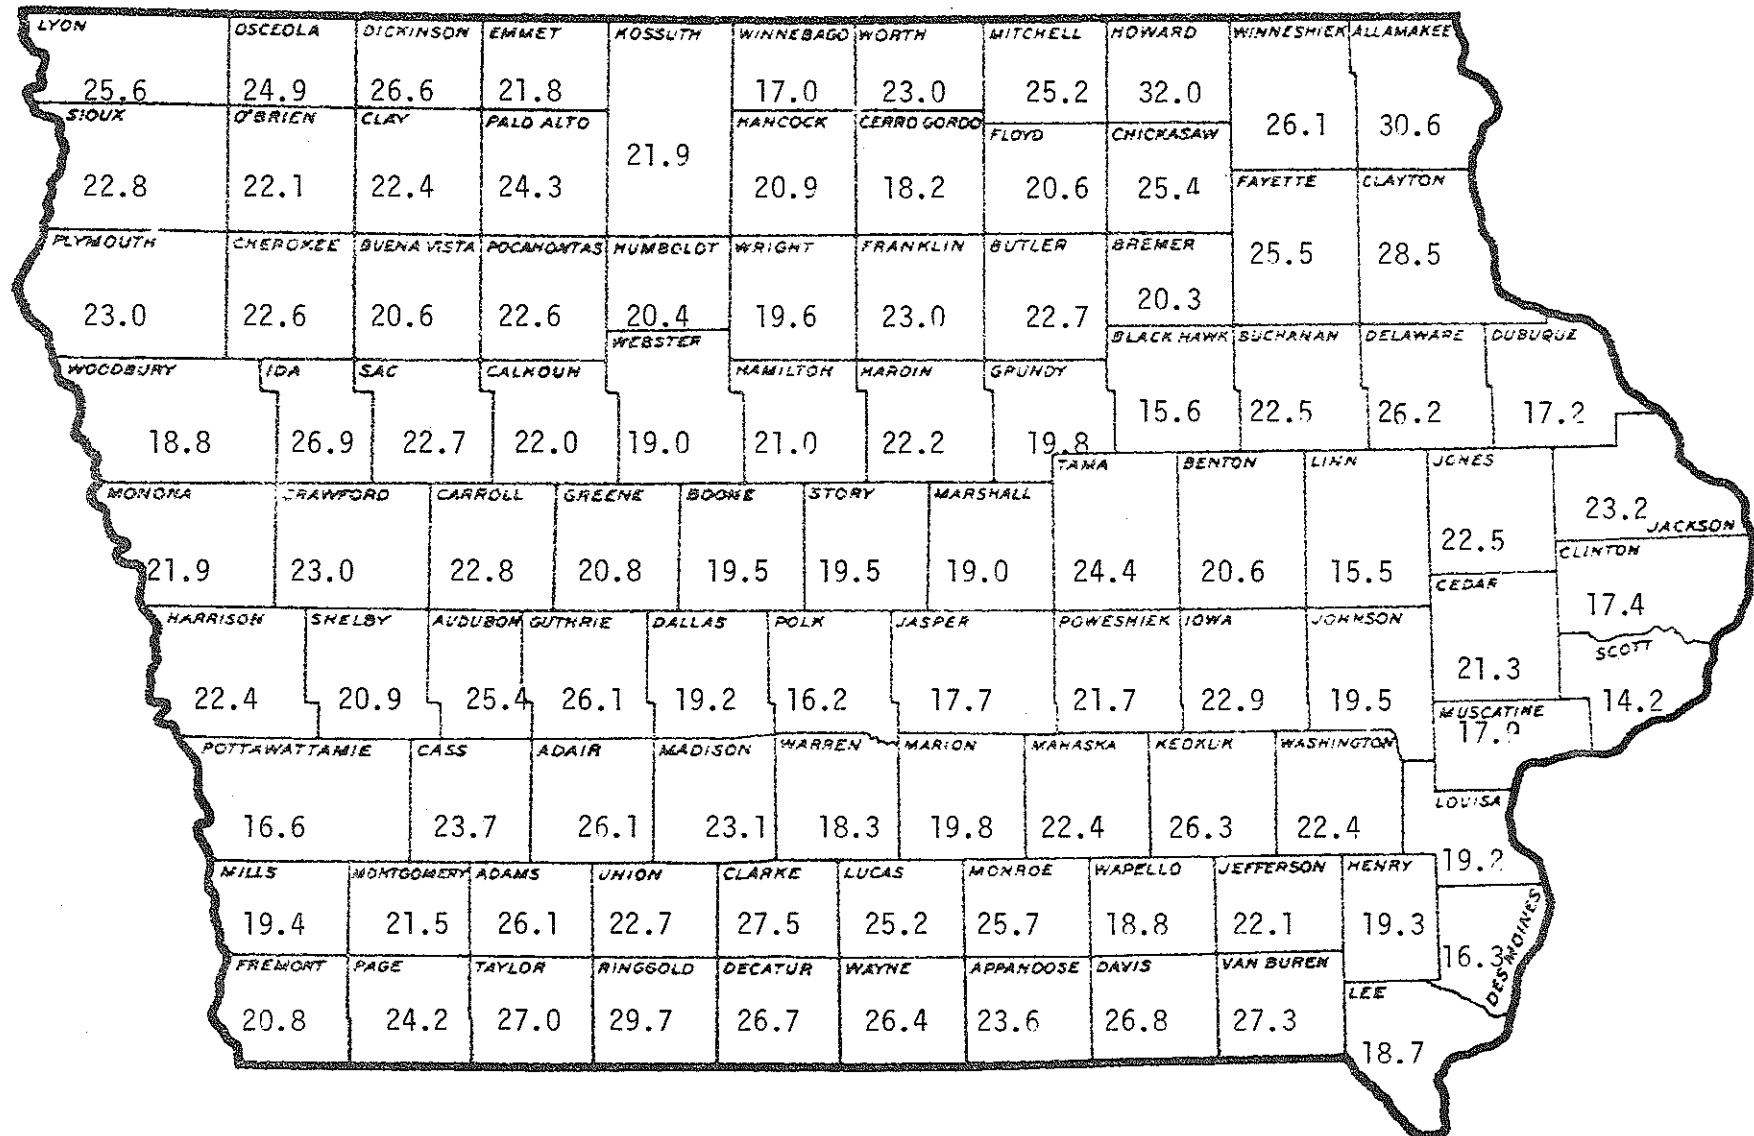 LYON OSCEOLA DICKINSON EMMET KOSSUTH WINNEBAGO WORTH MITCHELL HOWARD WINNESHIEK ALLAMAKEE
25.6 24.9 26.6 21.8 17.0 23.0 25.2 32.0
SIOUX O'BRIEN CLAY PALO ALTO HANCOCK CERRO GORDO FLOYD CHICKASAW 26.1 30.6
21.9
22.8 22.1 22.4 24.3 20.9 18.2 20.6 25.4 FAYETTE CLAYTON
PLYMOUTH CHEROKEE BUENA VISTA POCAHONTAS HUMBOLDT WRIGHT FRANKLIN BUTLER BREMER 25.5 28.5
23.0 22.6 20.6 22.6 20.4 19.6 23.0 22.7 20.3
WEBSTER BLACK HAWK BUCHANAN DELAWARE DUBUQUE
WOODBURY IDA SAC CALHOUN HAMILTON HARDIN GRUNDY
15.6 22.5 26.2 17.2
18.8 26.9 22.7 22.0 19.0 21.0 22.2 19.8
TAMA BENTON LINN JONES
MONONA CRAWFORD CARROLL GREENE BOONE STORY MARSHALL
23.2 JACKSON
22.5 CLINTON
21.9 23.0 22.8 20.8 19.5 19.5 19.0 24.4 20.6 15.5
CEDAR 17.4
HARRISON SHELBY AUDUBON GUTHRIE DALLAS POLK JASPER POWESHIEK IOWA JOHNSON
21.3 SCOTT
22.4 20.9 25.4 26.1 19.2 16.2 17.7 21.7 22.9 19.5 14.2
MUSCATINE
POTTAWATTAMIE CASS ADAIR MADISON WARREN MARION MAHASKA KEOKUK WASHINGTON
LOUISA
16.6 23.7 26.1 23.1 18.3 19.8 22.4 26.3 22.4
19.2
MILLS MONTGOMERY ADAMS UNION CLARKE LUCAS MONROE WAPELLO JEFFERSON HENRY
19.4 21.5 26.1 22.7 27.5 25.2 25.7 18.8 22.1 19.3
16.3 DES MOINES
FREMONT PAGE TAYLOR RINGGOLD DECATUR WAYNE APPANOOSE DAVIS VAN BUREN
LEE
20.8 24.2 27.0 29.7 26.7 26.4 23.6 26.8 27.3
18.7